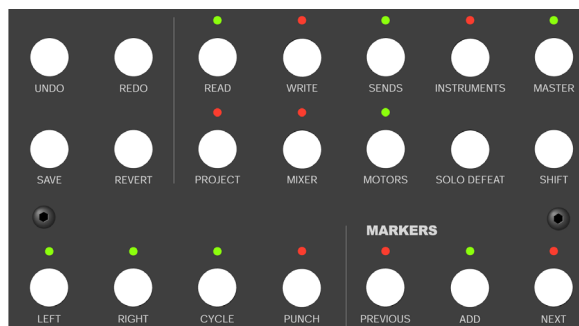 UNDO REDO READ WRITE SENDS INSTRUMENTS MASTER
SAVE REVERT PROJECT MIXER MOTORS SOLO DEFEAT SHIFT
MARKERS
LEFT RIGHT CYCLE PUNCH PREVIOUS ADD NEXT